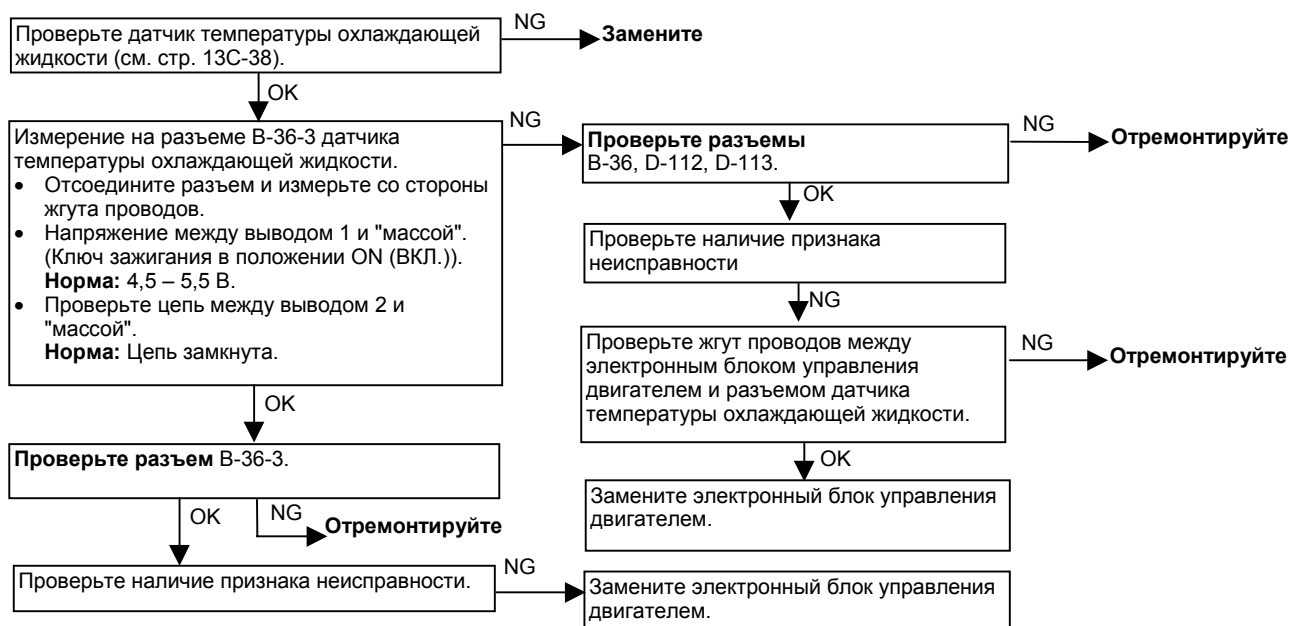 Проверьте датчик температуры охлаждающей
жидкости (см. стр. 13C-38).
NG
Замените
OK
Измерение на разъеме B-36-3 датчика
температуры охлаждающей жидкости.
• Отсоедините разъем и измерьте со стороны
жгута проводов.
• Напряжение между выводом 1 и "массой".
(Ключ зажигания в положении ON (ВКЛ.)).
Норма: 4,5 – 5,5 В.
• Проверьте цепь между выводом 2 и
"массой".
Норма: Цепь замкнута.
NG
Проверьте разъемы
B-36, D-112, D-113.
NG
Отремонтируйте
OK
Проверьте наличие признака
неисправности
NG
Проверьте жгут проводов между
электронным блоком управления
двигателем и разъемом датчика
температуры охлаждающей жидкости.
NG
Отремонтируйте
OK
Замените электронный блок управления
двигателем.
OK
Проверьте разъем B-36-3.
OK
NG
Отремонтируйте
Проверьте наличие признака неисправности.
NG
Замените электронный блок управления
двигателем.